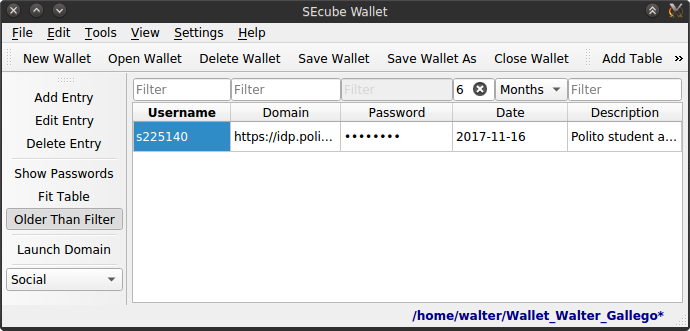 SEcube Wallet
File Edit Tools View Settings Help
New Wallet Open Wallet Delete Wallet Save Wallet Save Wallet As Close Wallet Add Table »
Add Entry
Edit Entry
Delete Entry
Show Passwords
Fit Table
Older Than Filter
Launch Domain
Social
Filter Filter Filter 6 Months Filter
Username Domain Password Date Description
s225140 https://idp.poli... •••••••• 2017-11-16 Polito student a...
/home/walter/Wallet_Walter_Gallego*